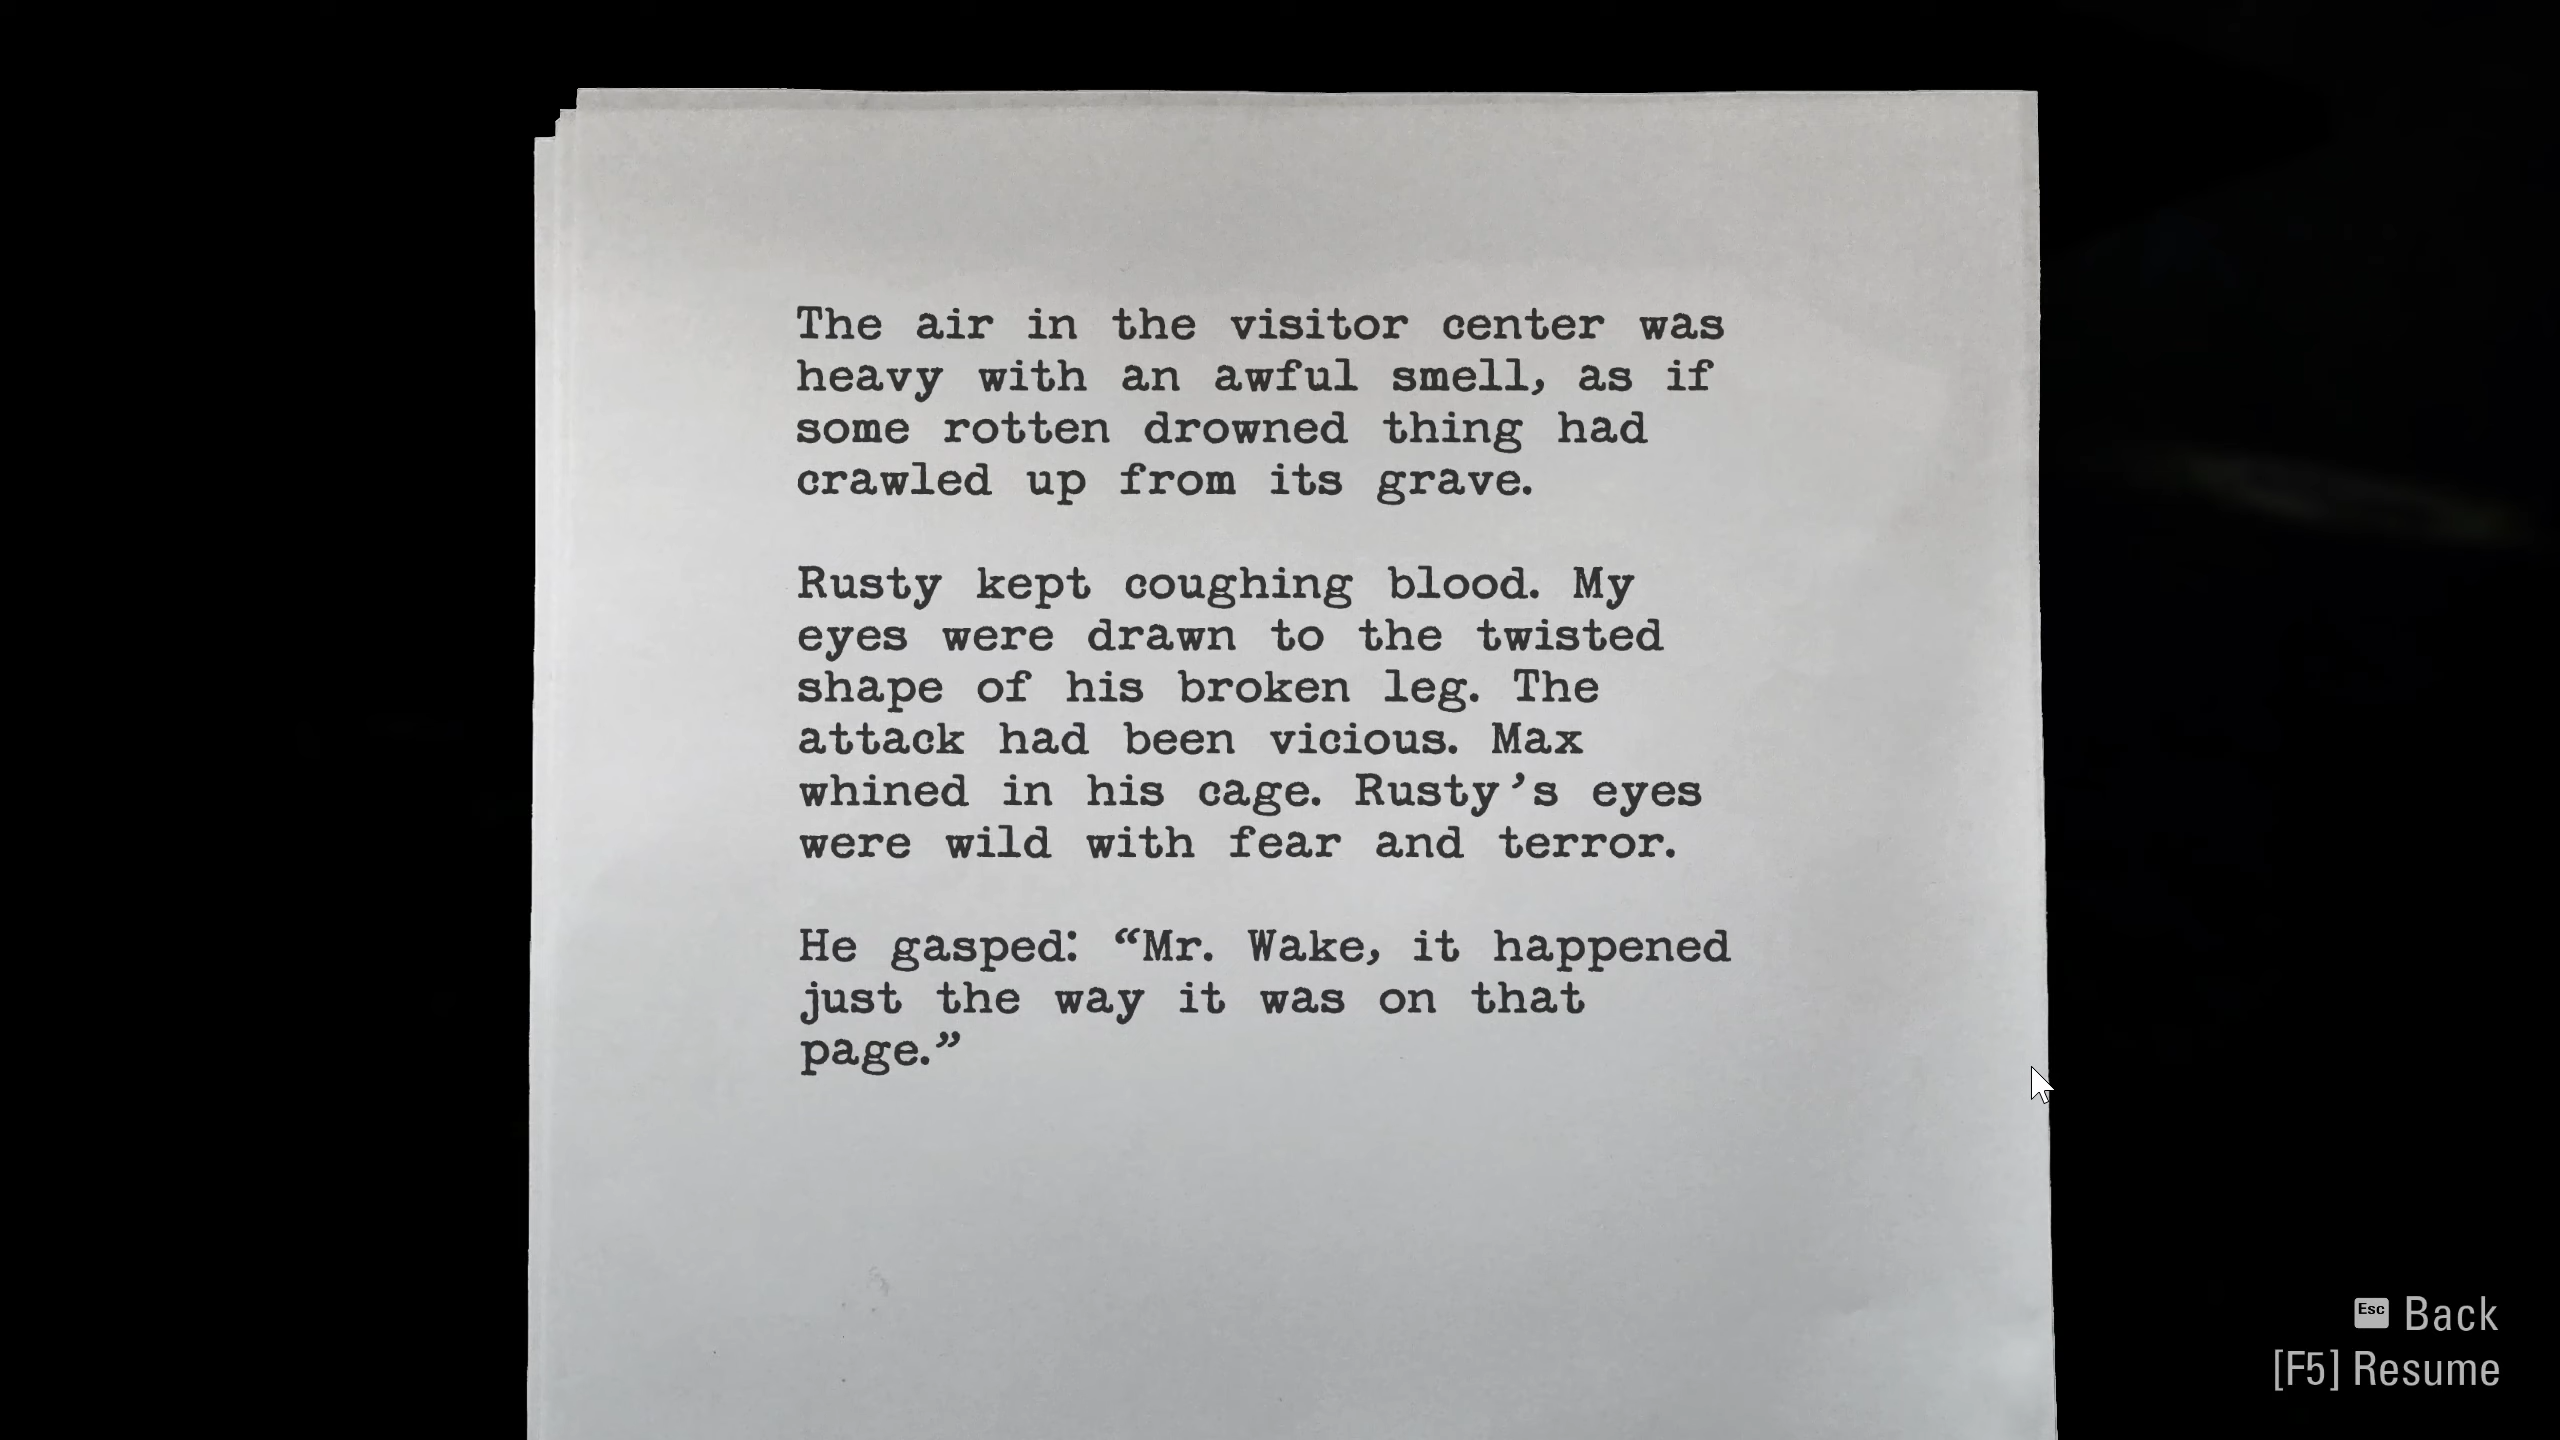 The air in the visitor center was
heavy with an awful smell, as if
some rotten drowned thing had
crawled up from its grave.
Rusty kept coughing blood. My
eyes were drawn to the twisted
shape of his broken leg. The
attack had been vicious. Max
whined in his cage. Rusty’s eyes
were wild with fear and terror.
He gasped: “Mr. Wake, it happened
just the way it was on that
page.”
Esc Back
[F5] Resume